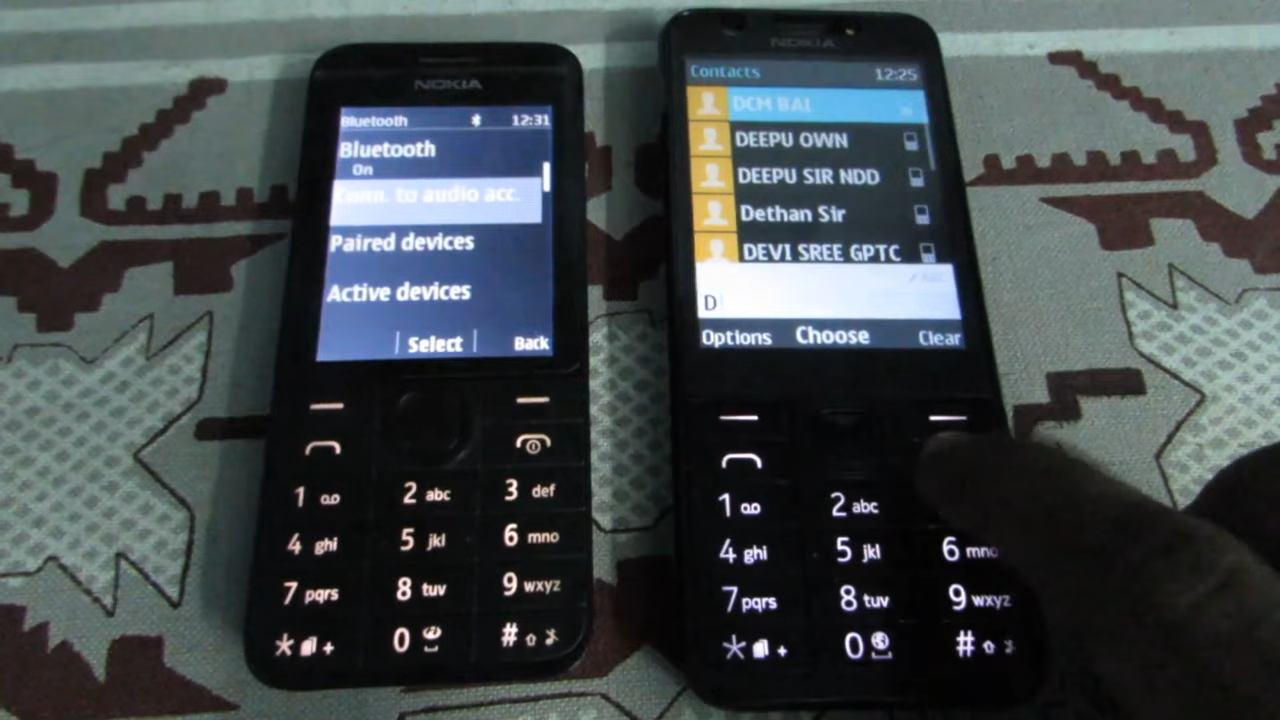 NOKIA
Bluetooth 12:31
Bluetooth
On
Conn. to audio acc.
Paired devices
Active devices
Select Back
1
2 abc
3 def
4 ghi
5 jkl
6 mno
7 pqrs
8 tuv
9 wxyz
* +
0
#
NOKIA
Contacts 12:25
DCM BAL
DEEPU OWN
DEEPU SIR NDD
Dethan Sir
DEVI SREE GPTC
D
Options Choose Clear
1
2 abc
4 ghi
5 jkl
6 mno
7 pqrs
8 tuv
9 wxyz
* +
0
#